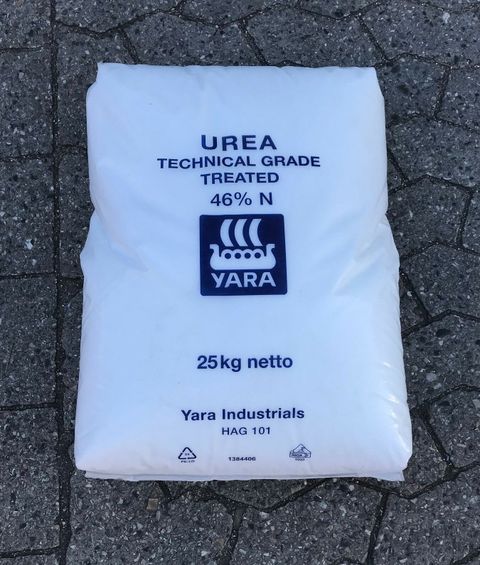 UREA
TECHNICAL GRADE
TREATED
46% N
YARA
25kg netto
Yara Industrials
HAG 101
1384406